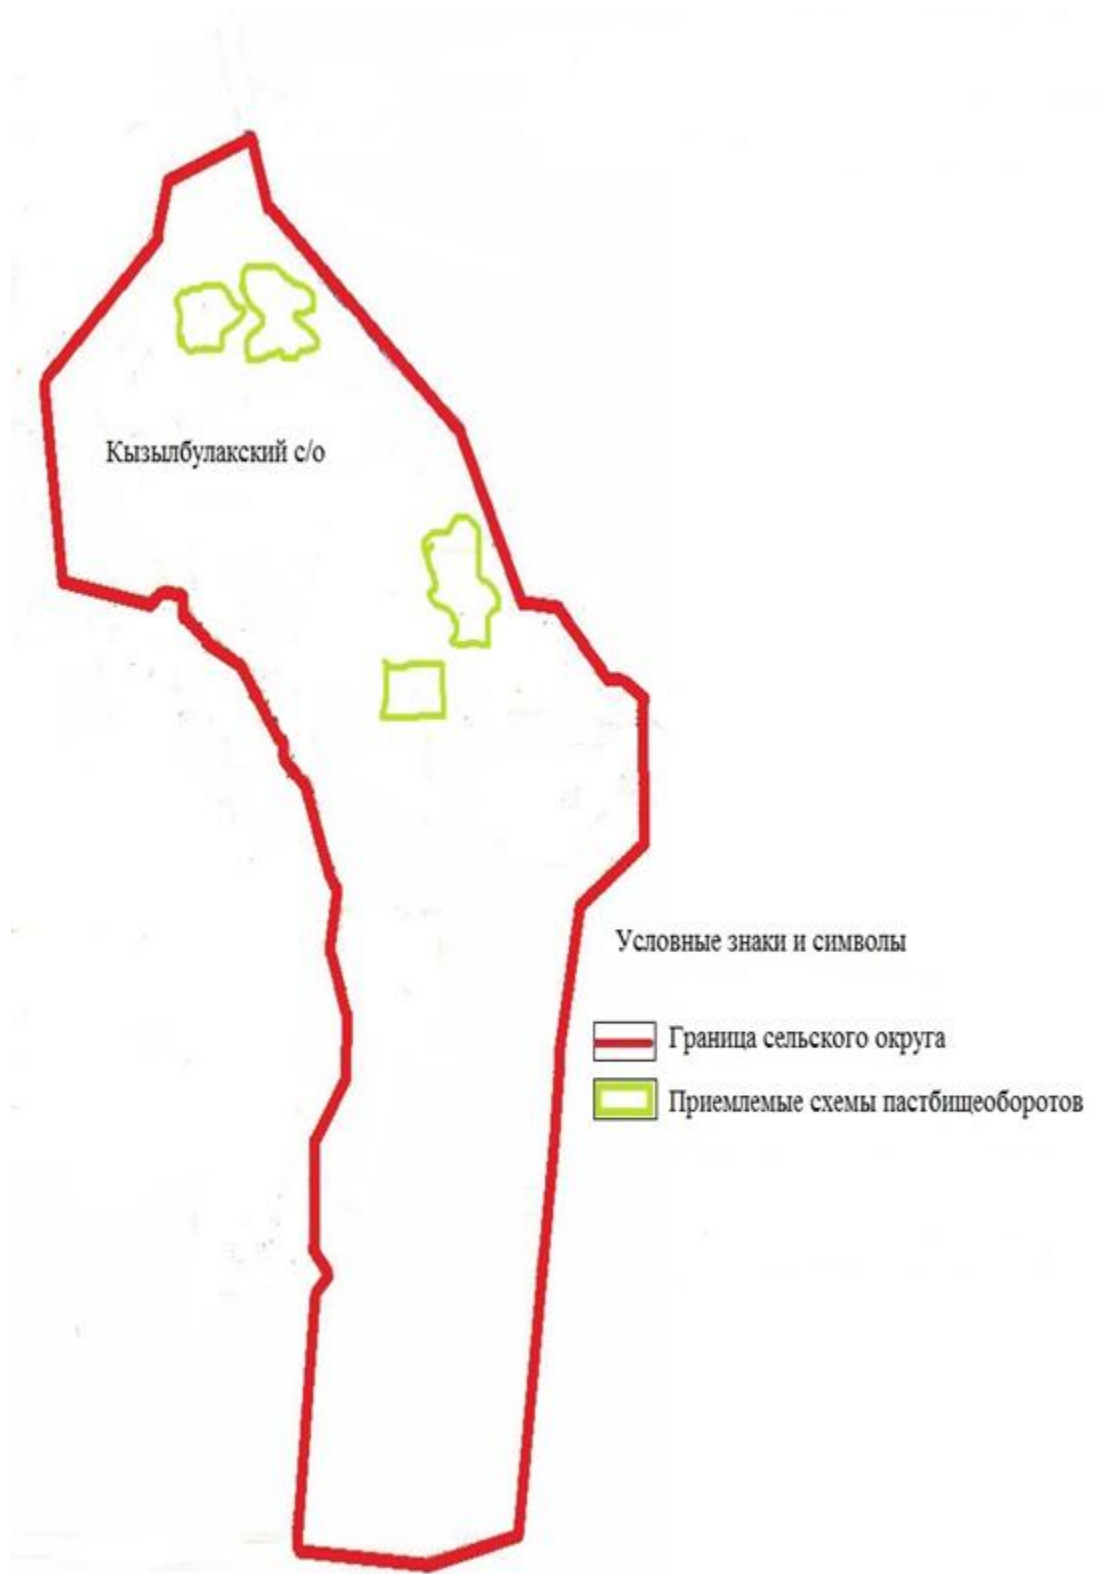 Кызылбулакский с/о
Условные знаки и символы
Граница сельского округа
Приемлемые схемы пастбищеоборотов